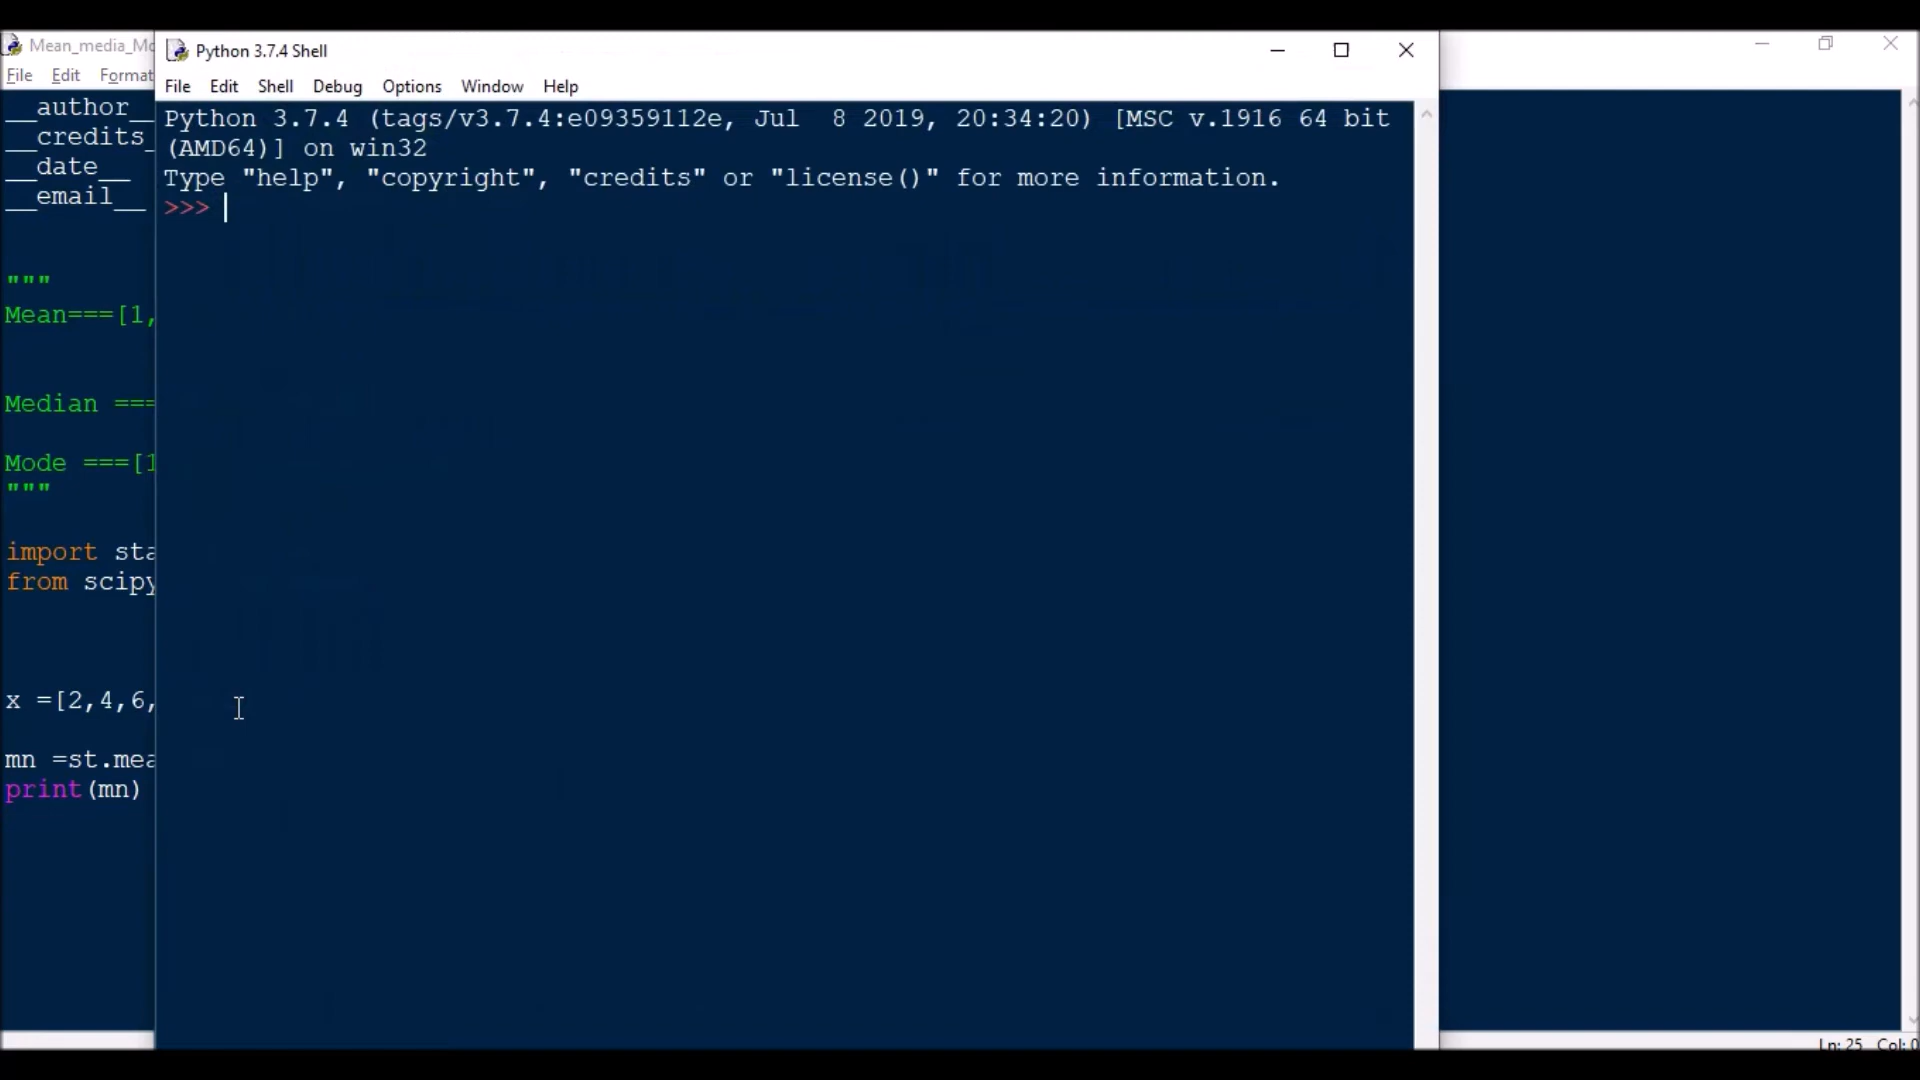 Mean_media_Mo
File Edit Format
__author__
__credits_
__date__
__email__
"""
Mean===[1,
Median ===
Mode ===[1
"""
import sta
from scipy
x =[2,4,6,
mn =st.mea
print(mn)
Python 3.7.4 Shell
File Edit Shell Debug Options Window Help
Python 3.7.4 (tags/v3.7.4:e09359112e, Jul  8 2019, 20:34:20) [MSC v.1916 64 bit
(AMD64)] on win32
Type "help", "copyright", "credits" or "license()" for more information.
>>>
Ln: 25 Col: 0